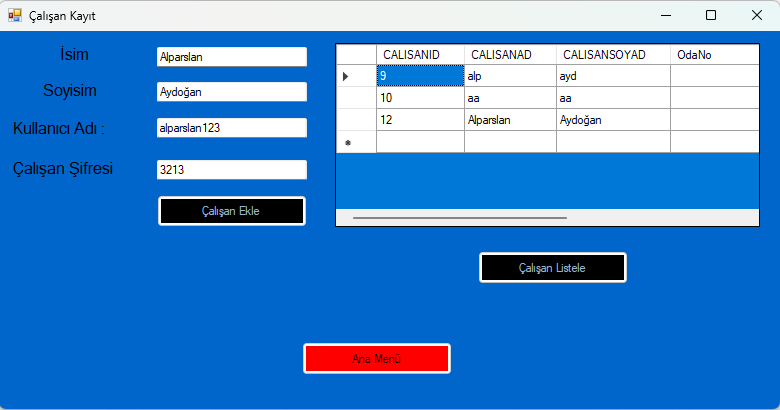 Çalışan Kayıt
İsim
Alparslan
Soyisim
Aydoğan
Kullanıcı Adı :
alparslan123
Çalışan Şifresi
3213
Çalışan Ekle
CALISANID CALISANAD CALISANSOYAD OdaNo
9 alp ayd
10 aa aa
12 Alparslan Aydoğan
Çalışan Listele
Ana Menü